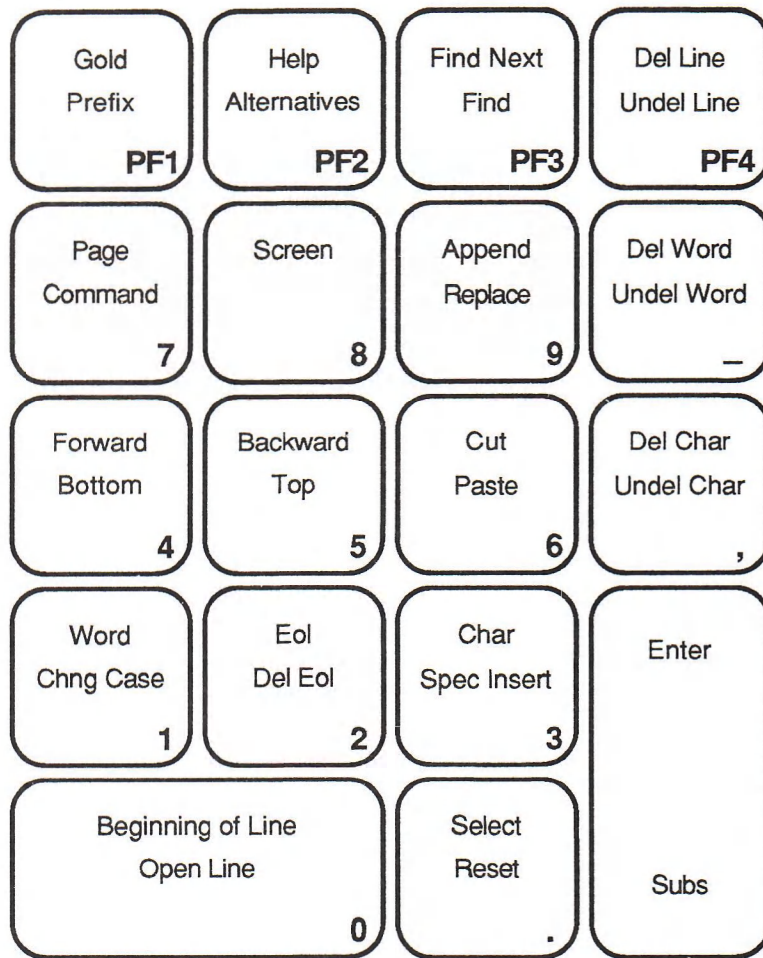 Gold
Prefix
PF1
Help
Alternatives
PF2
Find Next
Find
PF3
Del Line
Undel Line
PF4
Page
Command
7
Screen
8
Append
Replace
9
Del Word
Undel Word
–
Forward
Bottom
4
Backward
Top
5
Cut
Paste
6
Del Char
Undel Char
,
Word
Chng Case
1
Eol
Del Eol
2
Char
Spec Insert
3
Enter
Subs
Beginning of Line
Open Line
0
Select
Reset
.